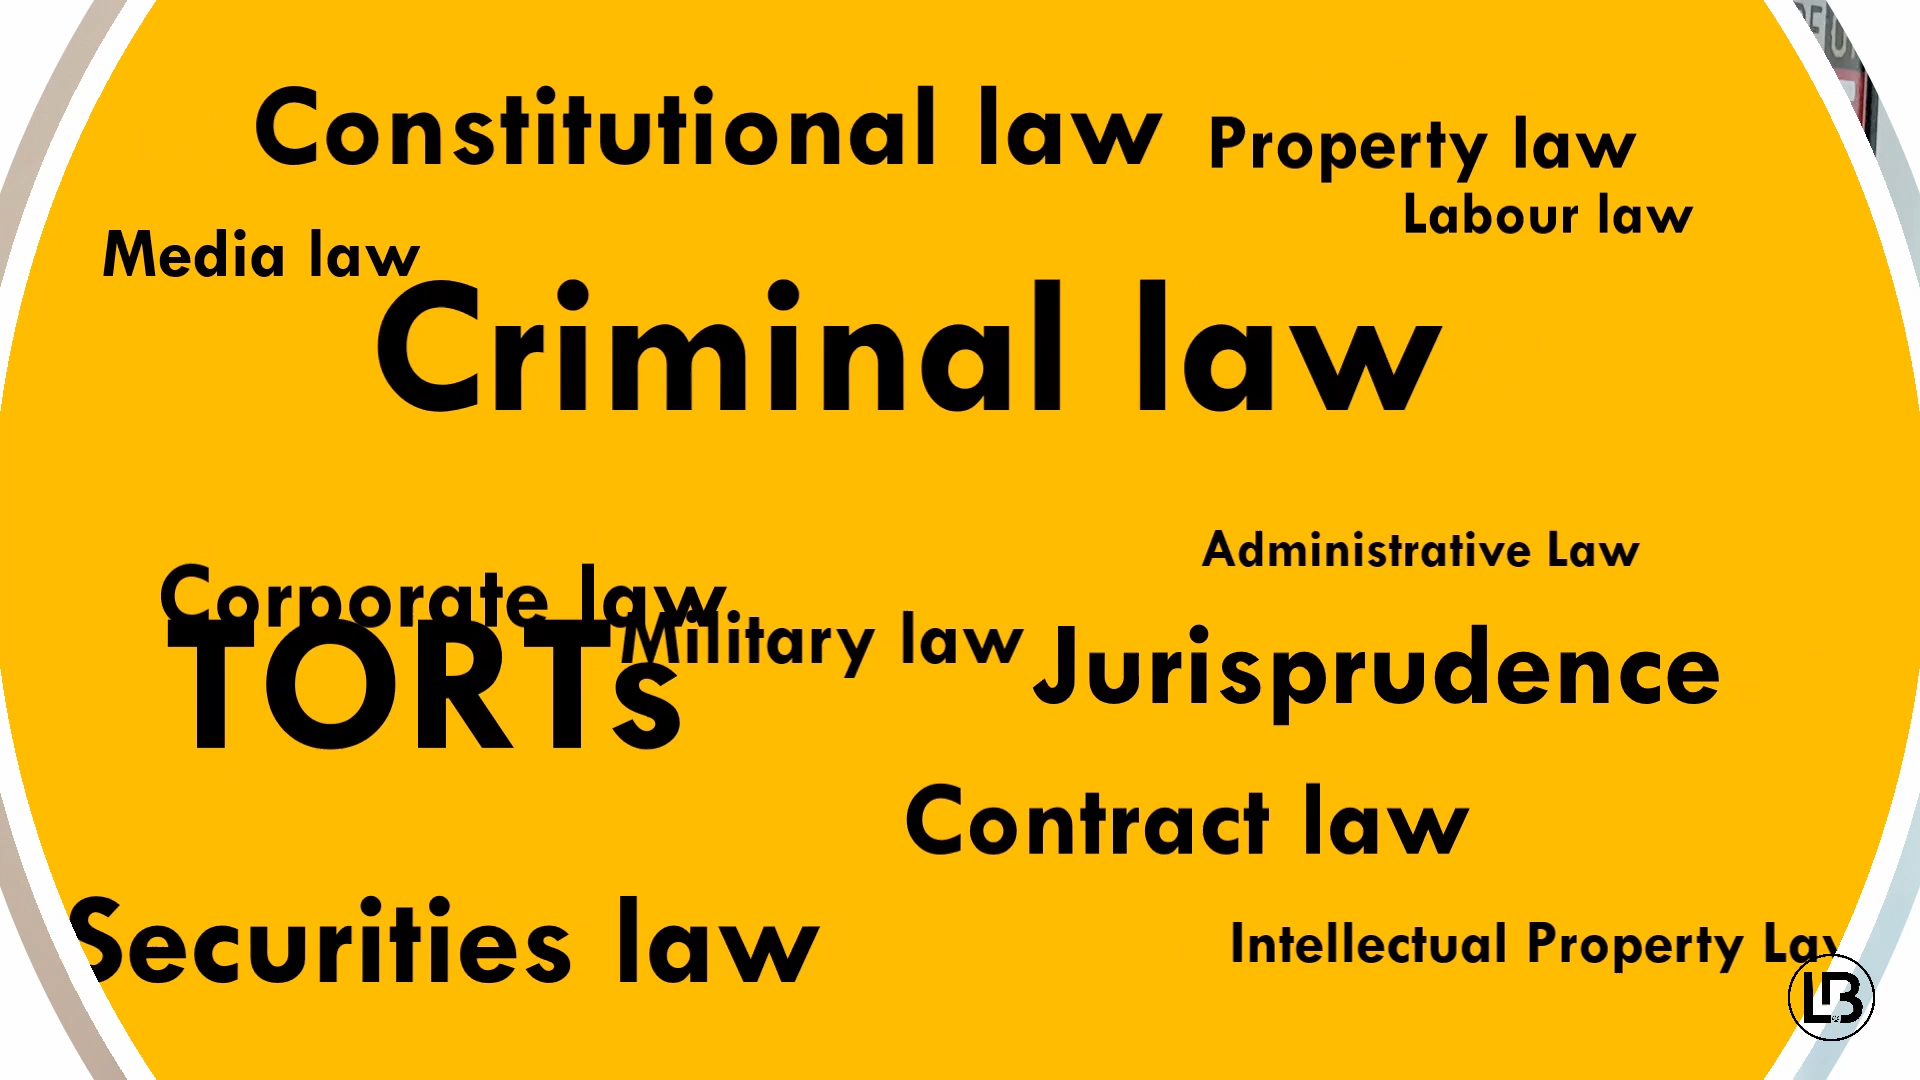 Constitutional law
Property law
Labour law
Media law
Criminal law
Administrative Law
Corporate law
Military law
TORTs
Jurisprudence
Contract law
Securities law
Intellectual Property
LB